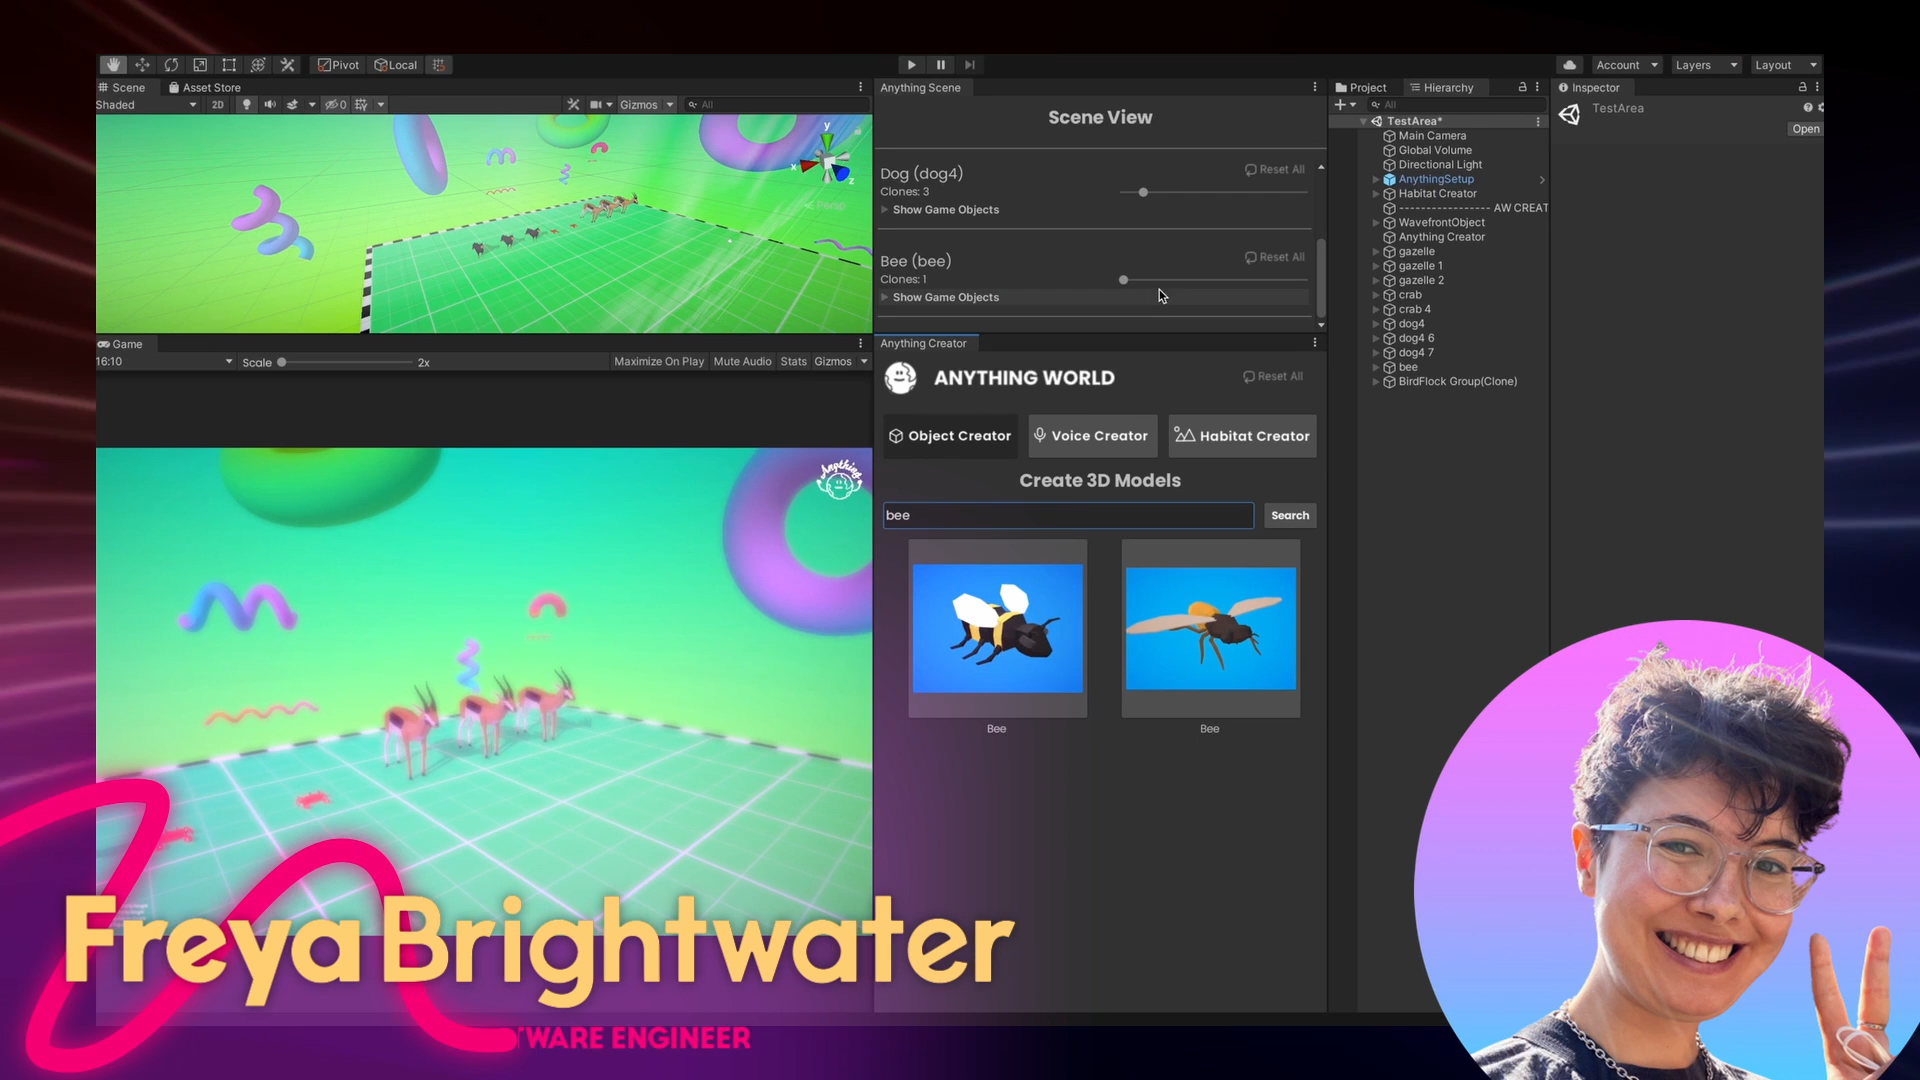 Pivot Local
Account Layers Layout
Scene Asset Store
Shaded 2D 0 Gizmos All
y
x
z
Persp
Anything Scene
Scene View
Dog (dog4) Reset All
Clones: 3
Show Game Objects
Bee (bee) Reset All
Clones: 1
Show Game Objects
Project Hierarchy
All
TestArea*
Main Camera
Global Volume
Directional Light
AnythingSetup
Habitat Creator
----------------- AW CREAT
WavefrontObject
Anything Creator
gazelle
gazelle 1
gazelle 2
crab
crab 4
dog4
dog4 6
dog4 7
bee
BirdFlock Group(Clone)
Inspector
TestArea
Open
Game
16:10 Scale 2x Maximize On Play Mute Audio Stats Gizmos
Anything
Anything Creator
ANYTHING WORLD Reset All
Object Creator Voice Creator Habitat Creator
Create 3D Models
bee Search
Bee Bee
Freya Brightwater
TWARE ENGINEER